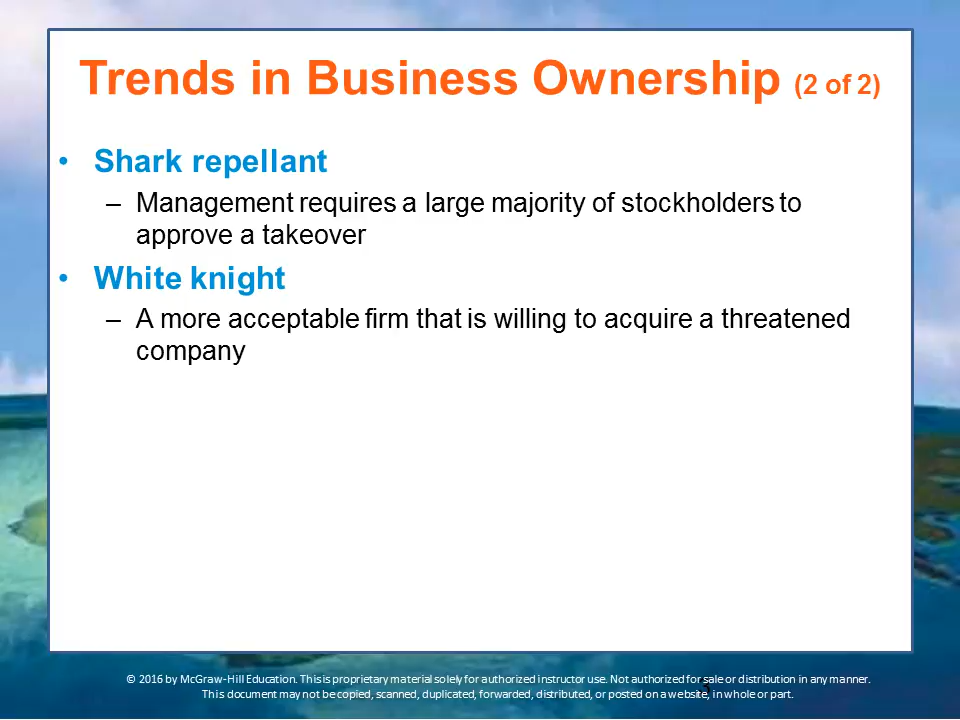 Trends in Business Ownership (2 of 2)
• Shark repellant
– Management requires a large majority of stockholders to
approve a takeover
• White knight
– A more acceptable firm that is willing to acquire a threatened
company
© 2016 by McGraw-Hill Education. This is proprietary material solely for authorized instructor use. Not authorized for sale or distribution in any manner.
This document may not be copied, scanned, duplicated, forwarded, distributed, or posted on a website, in whole or part.